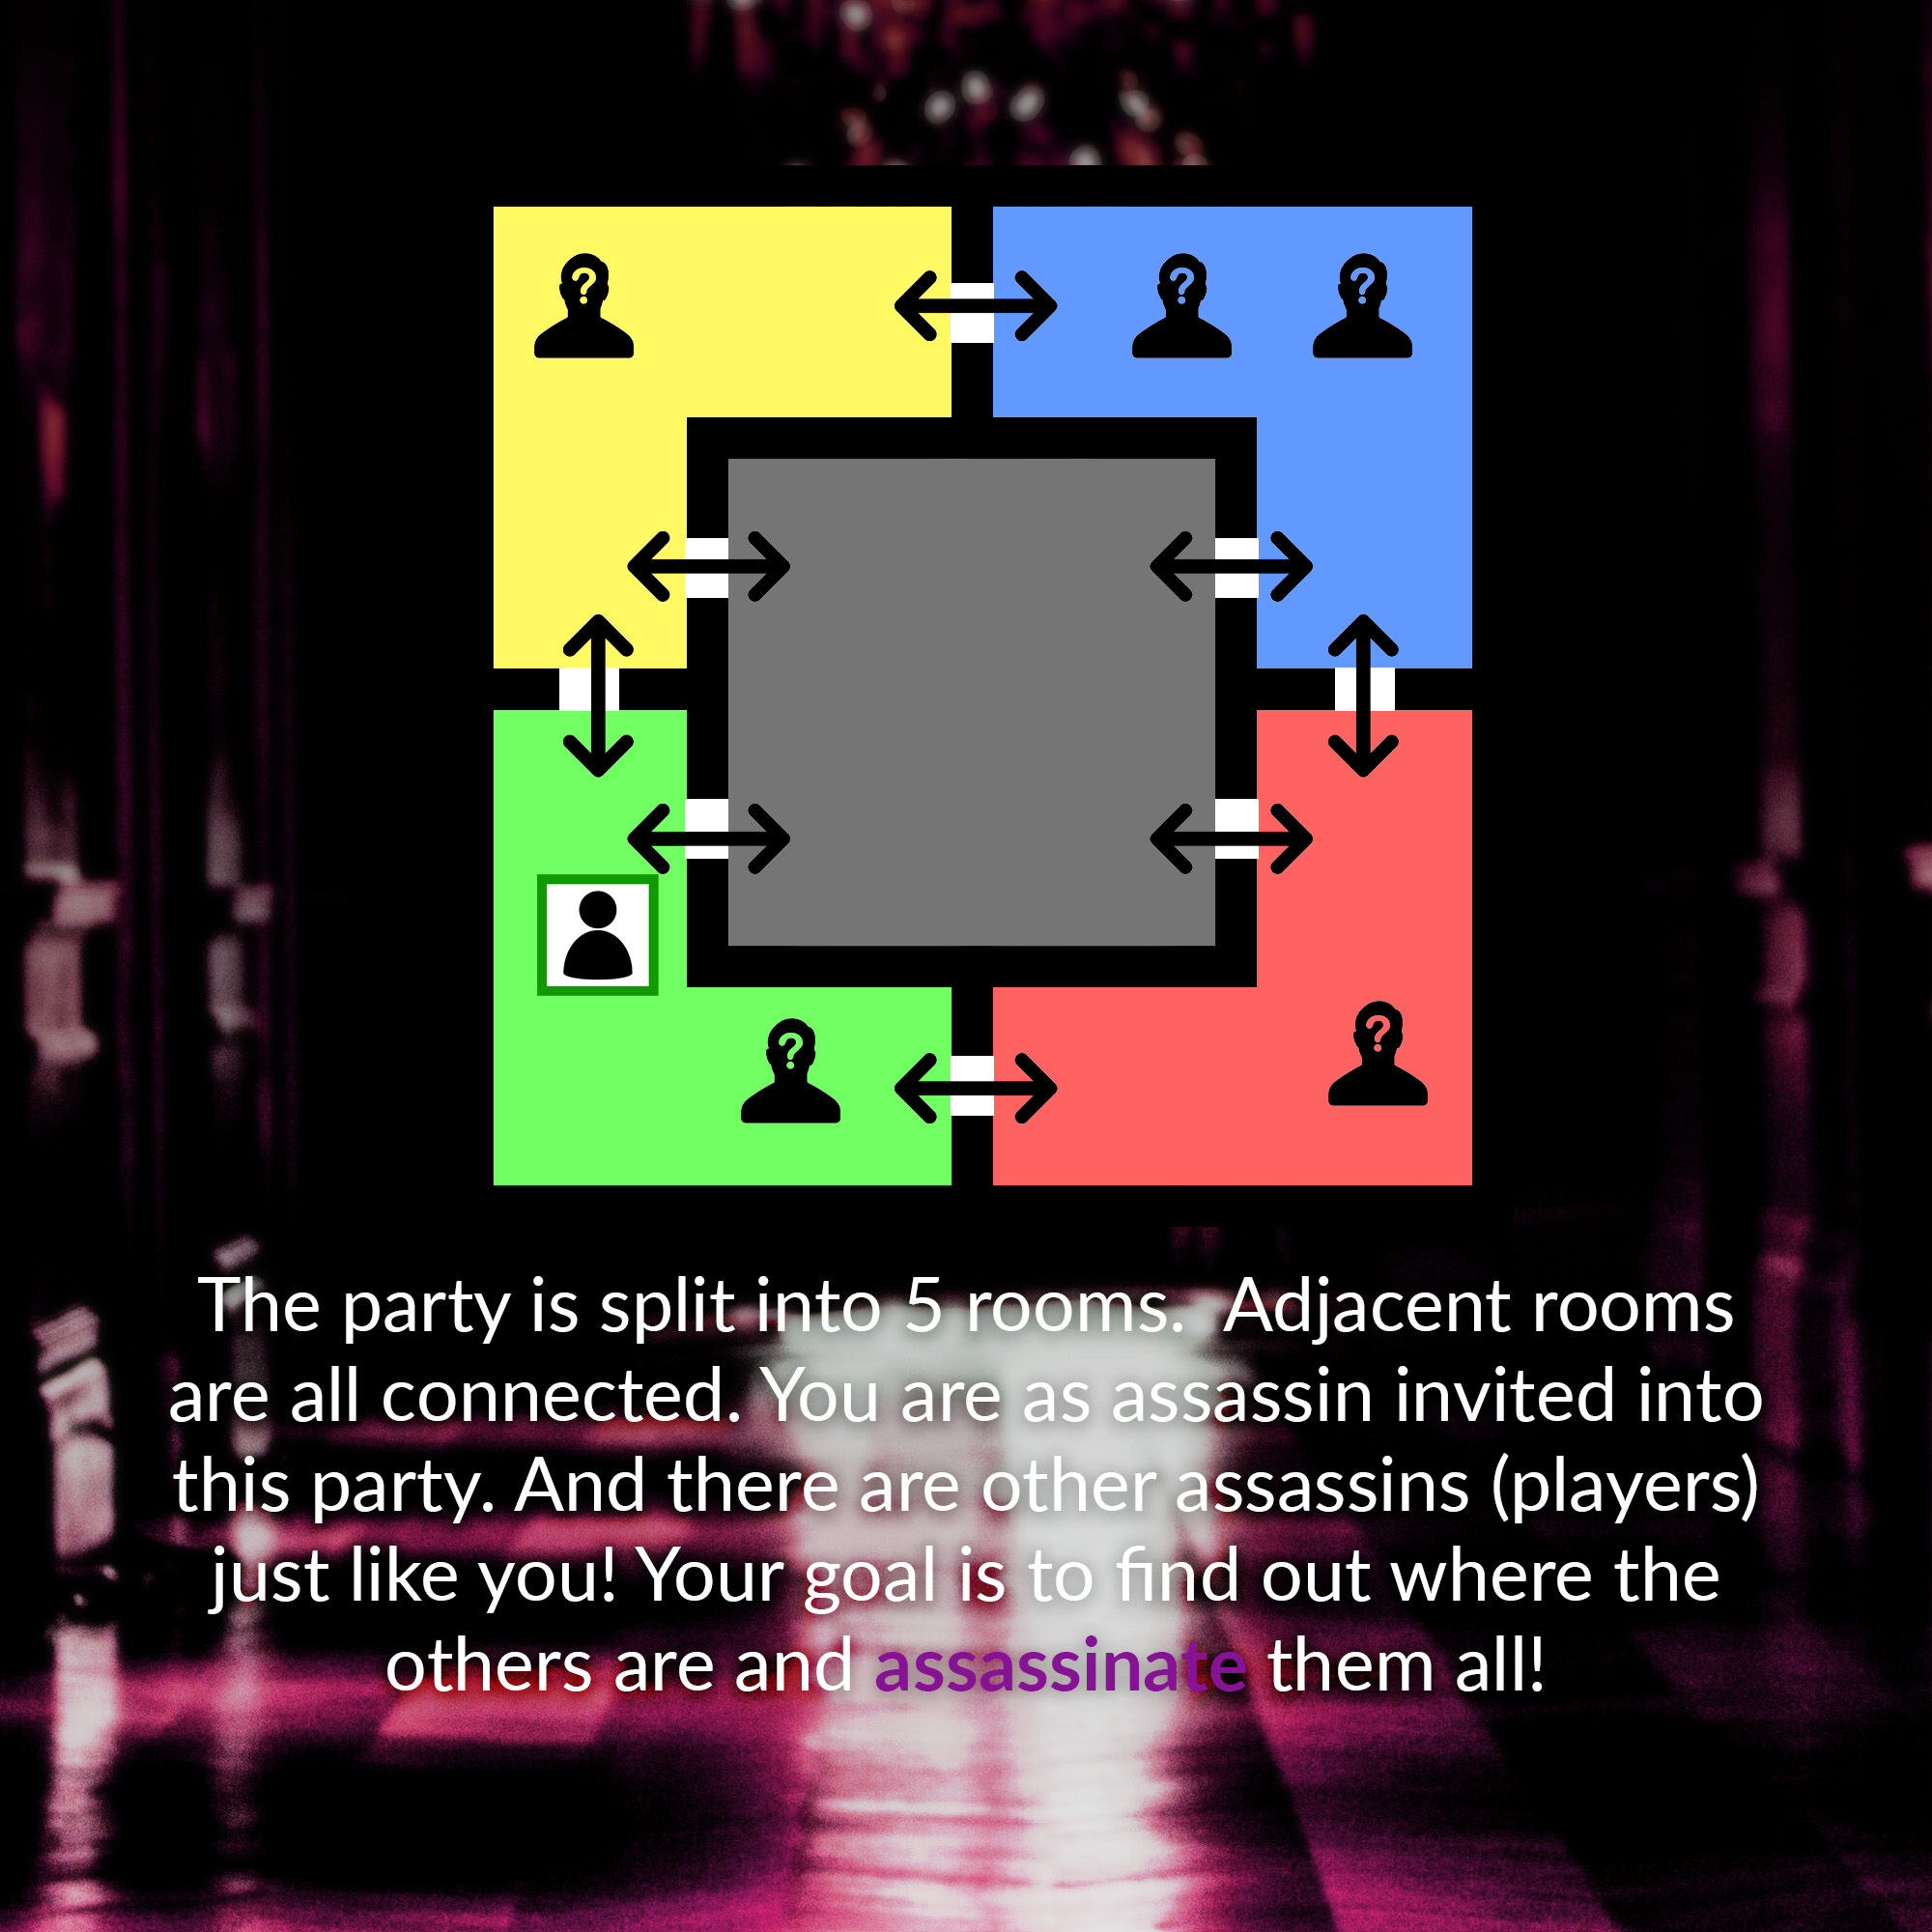 ?
?
?
?
?
The party is split into 5 rooms.  Adjacent rooms
are all connected. You are as assassin invited into
this party. And there are other assassins (players)
just like you! Your goal is to find out where the
others are and assassinate them all!